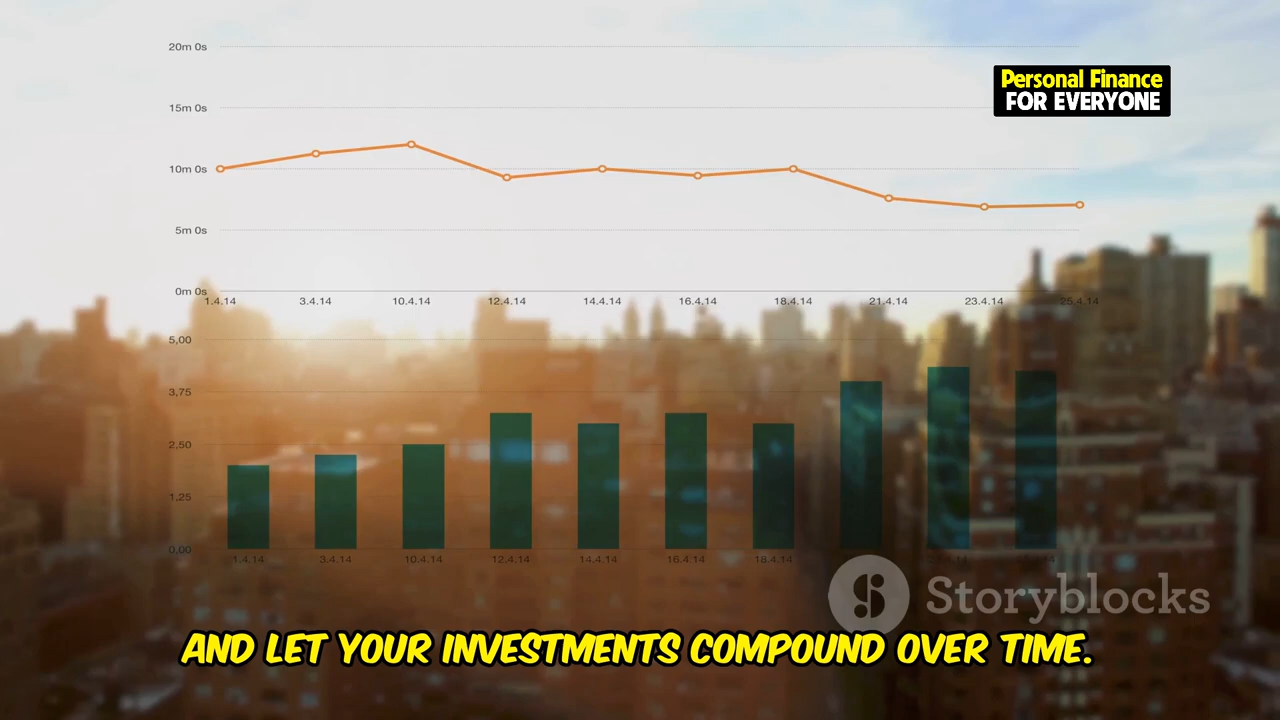 20m 0s
Personal Finance
FOR EVERYONE
15m 0s
10m 0s
5m 0s
0m 0s
1.4.14 3.4.14 10.4.14 12.4.14 14.4.14 16.4.14 18.4.14 21.4.14 23.4.14 25.4.14
5,00
3,75
2,50
1,25
0,00
1.4.14 3.4.14 10.4.14 12.4.14 14.4.14 16.4.14 18.4.14
Storyblocks
AND LET YOUR INVESTMENTS COMPOUND OVER TIME.